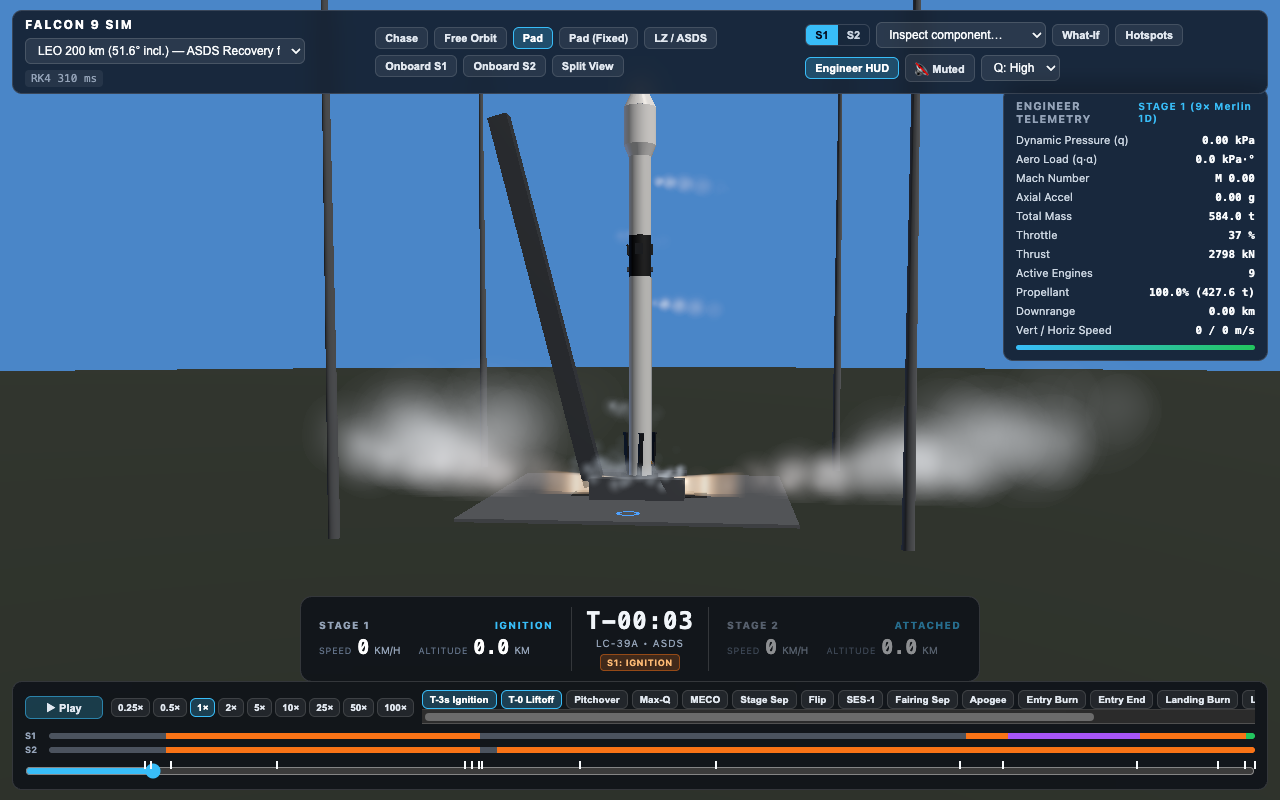 FALCON 9 SIM
LEO 200 km (51.6° incl.) — ASDS Recovery f
RK4 310 ms
Chase Free Orbit Pad Pad (Fixed) LZ / ASDS
Onboard S1 Onboard S2 Split View
S1 S2 Inspect component... What-If Hotspots
Engineer HUD Muted Q: High
ENGINEER TELEMETRY
STAGE 1 (9× Merlin 1D)
Dynamic Pressure (q) 0.00 kPa
Aero Load (q·α) 0.0 kPa·°
Mach Number M 0.00
Axial Accel 0.00 g
Total Mass 584.0 t
Throttle 37 %
Thrust 2798 kN
Active Engines 9
Propellant 100.0% (427.6 t)
Downrange 0.00 km
Vert / Horiz Speed 0 / 0 m/s
STAGE 1 IGNITION
SPEED 0 KM/H ALTITUDE 0.0 KM
T−00:03
LC-39A • ASDS
S1: IGNITION
STAGE 2 ATTACHED
SPEED 0 KM/H ALTITUDE 0.0 KM
Play 0.25× 0.5× 1× 2× 5× 10× 25× 50× 100×
T-3s Ignition T-0 Liftoff Pitchover Max-Q MECO Stage Sep Flip SES-1 Fairing Sep Apogee Entry Burn Entry End Landing Burn L
S1
S2